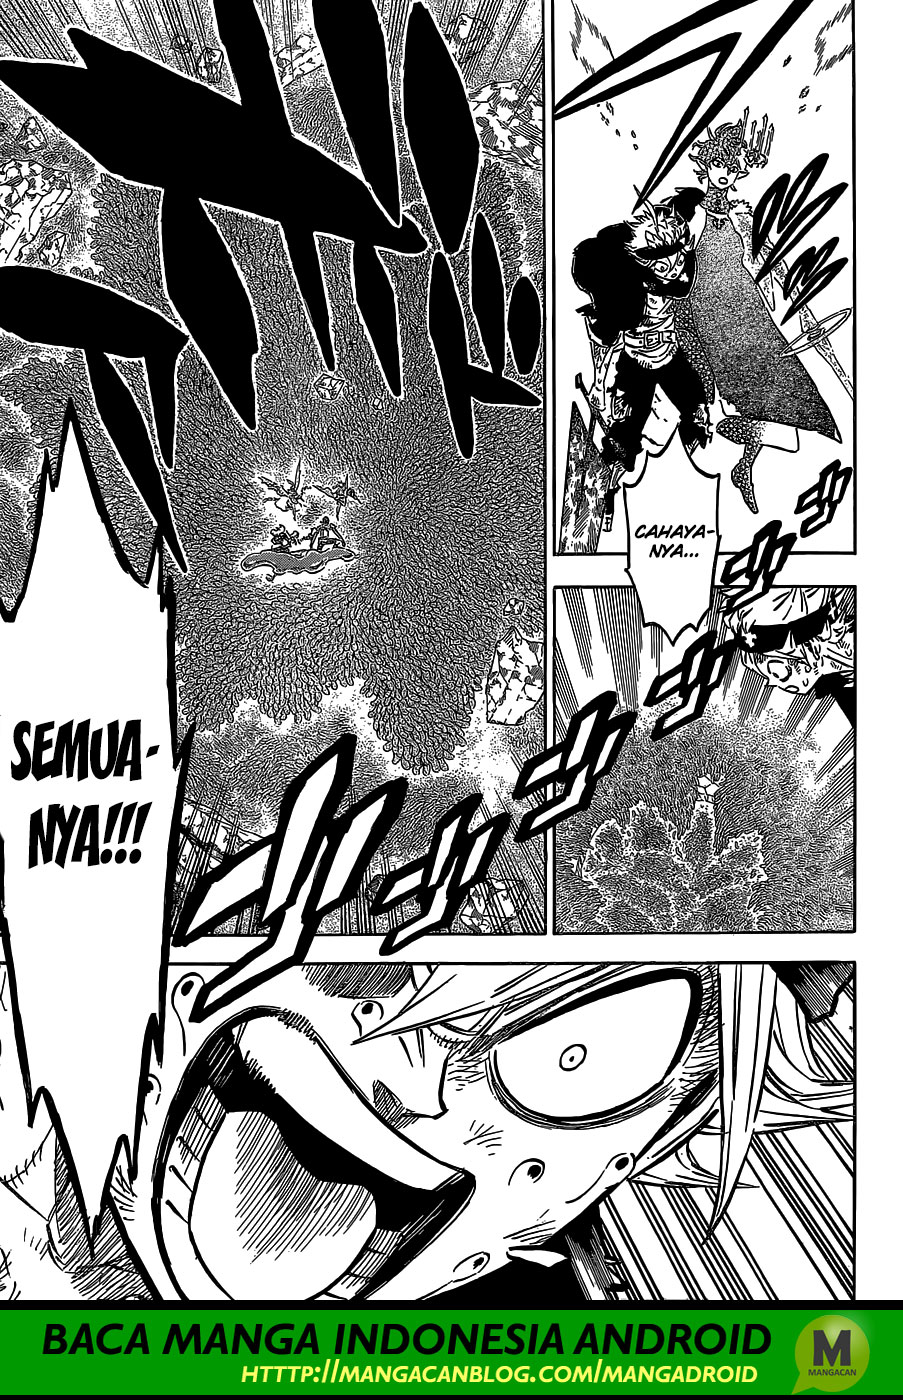 CAHAYA-
NYA...
SEMUA-
NYA!!!
BACA MANGA INDONESIA ANDROID
HTTTP://MANGACANBLOG.COM/MANGADROID
M
MANGACAN